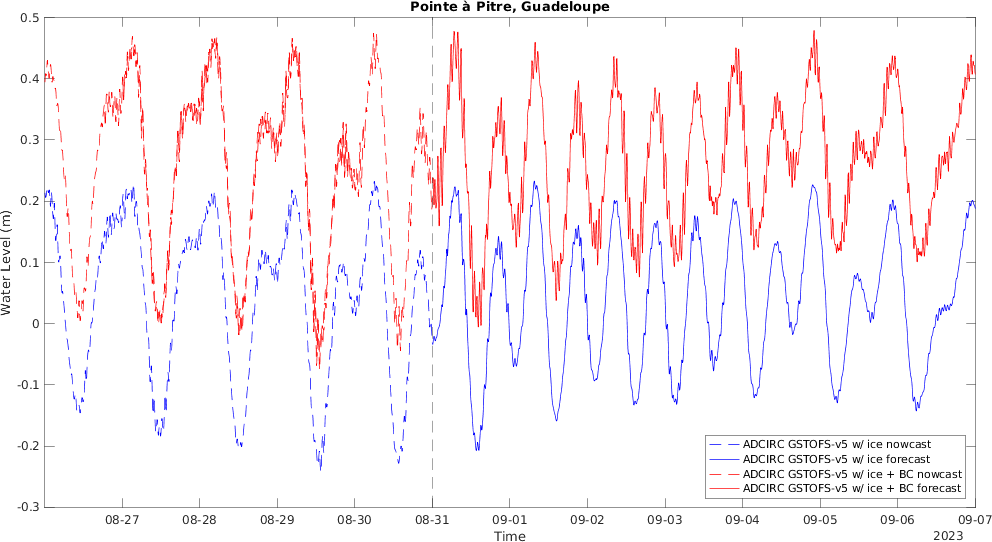 Pointe à Pitre, Guadeloupe
0.5
0.4
0.3
0.2
0.1
0
-0.1
-0.2
-0.3
Water Level (m)
ADCIRC GSTOFS-v5 w/ ice nowcast
ADCIRC GSTOFS-v5 w/ ice forecast
ADCIRC GSTOFS-v5 w/ ice + BC nowcast
ADCIRC GSTOFS-v5 w/ ice + BC forecast
08-27 08-28 08-29 08-30 08-31 09-01 09-02 09-03 09-04 09-05 09-06 09-07
Time
2023